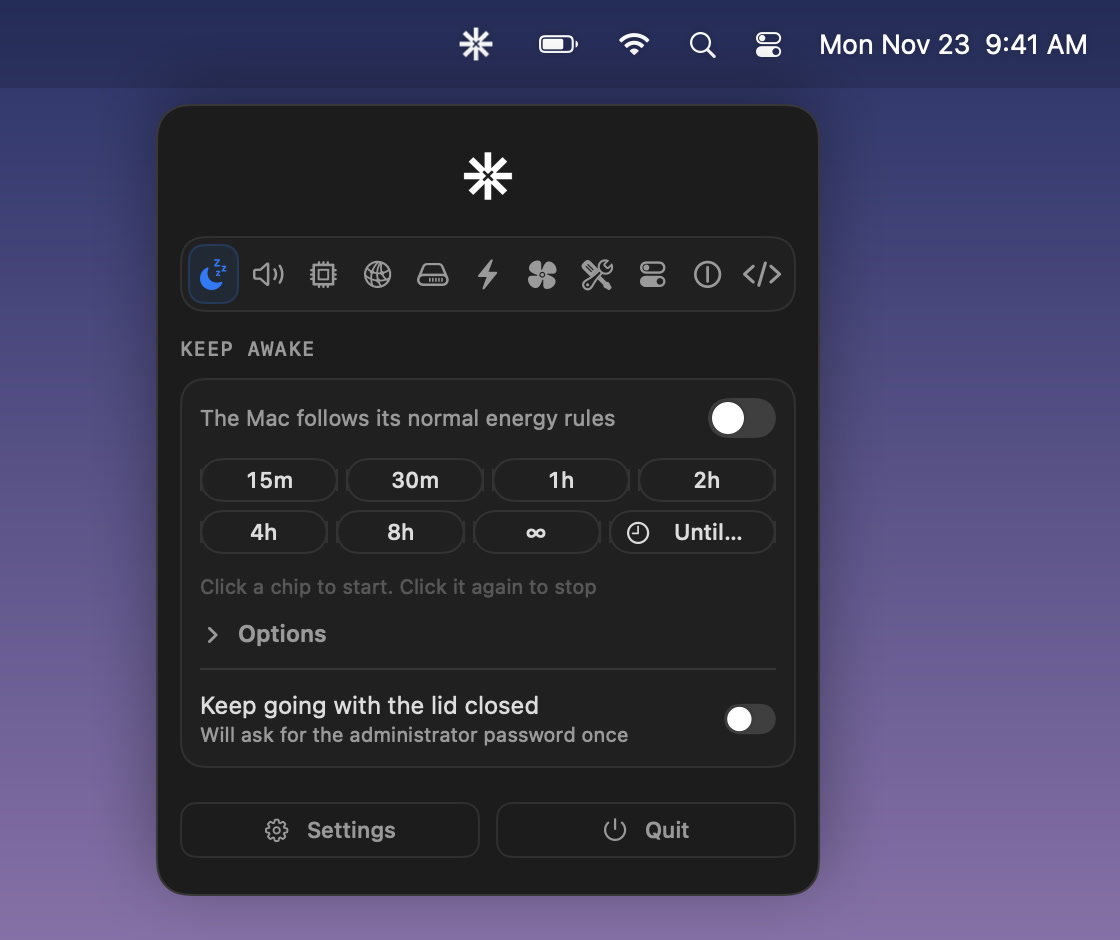 Mon Nov 23 9:41 AM
KEEP AWAKE
The Mac follows its normal energy rules
15m 30m 1h 2h
4h 8h ∞ Until...
Click a chip to start. Click it again to stop
Options
Keep going with the lid closed
Will ask for the administrator password once
Settings Quit